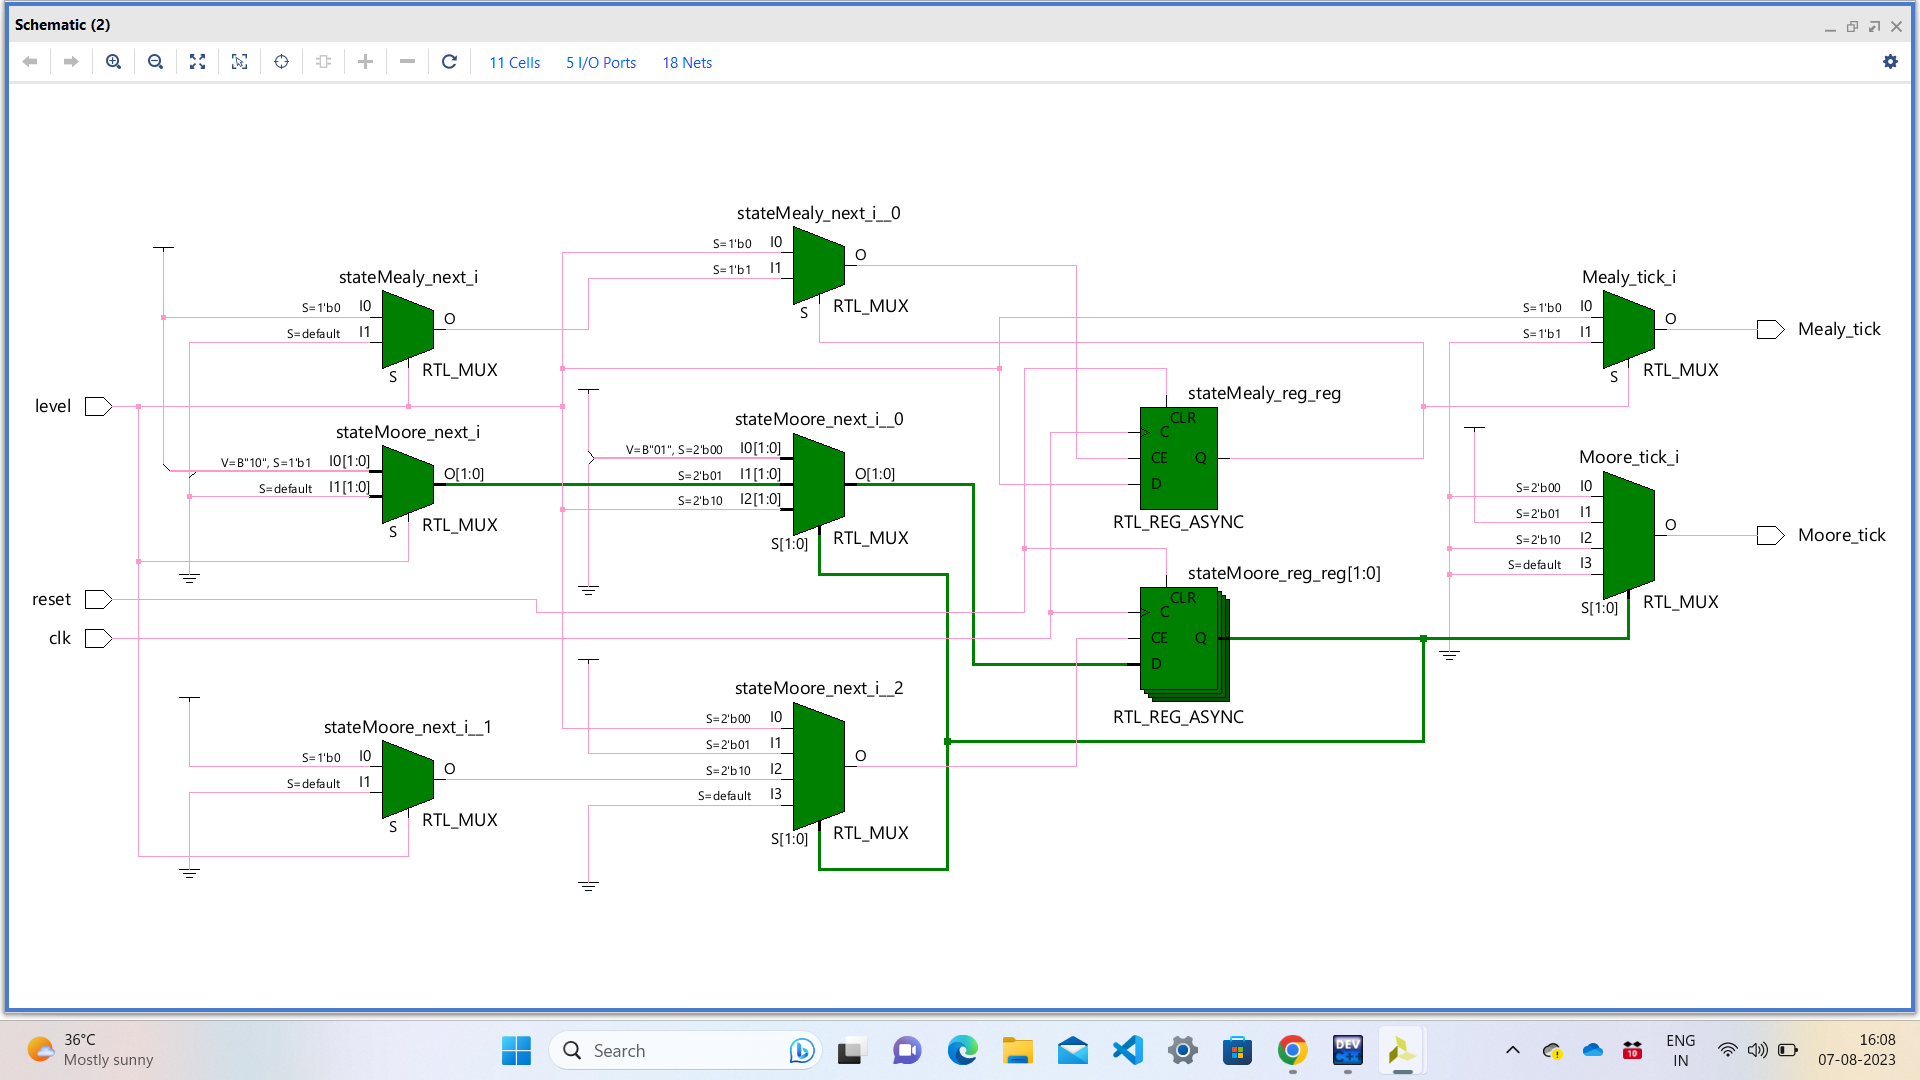 Schematic (2)
11 Cells
5 I/O Ports
18 Nets
stateMealy_next_i__0
S=1'b0 I0
S=1'b1 I1
O
S
RTL_MUX
stateMealy_next_i
S=1'b0 I0
S=default I1
O
S
RTL_MUX
Mealy_tick_i
S=1'b0 I0
S=1'b1 I1
O
S
RTL_MUX
Mealy_tick
level
stateMoore_next_i
V=B"10", S=1'b1 I0[1:0]
S=default I1[1:0]
O[1:0]
S
RTL_MUX
stateMoore_next_i__0
V=B"01", S=2'b00 I0[1:0]
S=2'b01 I1[1:0]
S=2'b10 I2[1:0]
O[1:0]
S[1:0]
RTL_MUX
stateMealy_reg_reg
CLR
C
CE
D
Q
RTL_REG_ASYNC
Moore_tick_i
S=2'b00 I0
S=2'b01 I1
S=2'b10 I2
S=default I3
O
S[1:0]
RTL_MUX
Moore_tick
reset
clk
stateMoore_reg_reg[1:0]
CLR
C
CE
D
Q
RTL_REG_ASYNC
stateMoore_next_i__1
S=1'b0 I0
S=default I1
O
S
RTL_MUX
stateMoore_next_i__2
S=2'b00 I0
S=2'b01 I1
S=2'b10 I2
S=default I3
O
S[1:0]
RTL_MUX
36°C
Mostly sunny
Search
DEV
C++
10
ENG
IN
16:08
07-08-2023